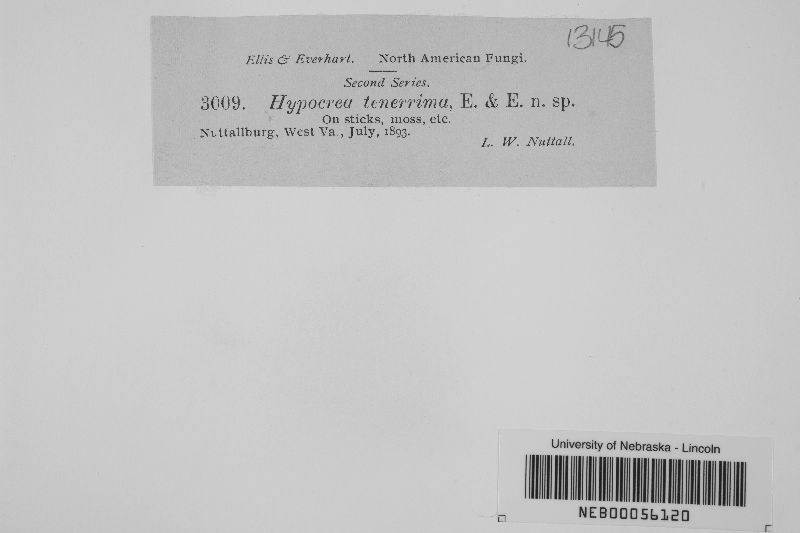 13145
Ellis & Everhart. North American Fungi.
Second Series.
3609. Hypocrea tenerrima, E. & E. n. sp.
On sticks, moss, etc.
Nuttallburg, West Va., July, 1893.
L. W. Nuttall.
University of Nebraska - Lincoln
NEB00056120